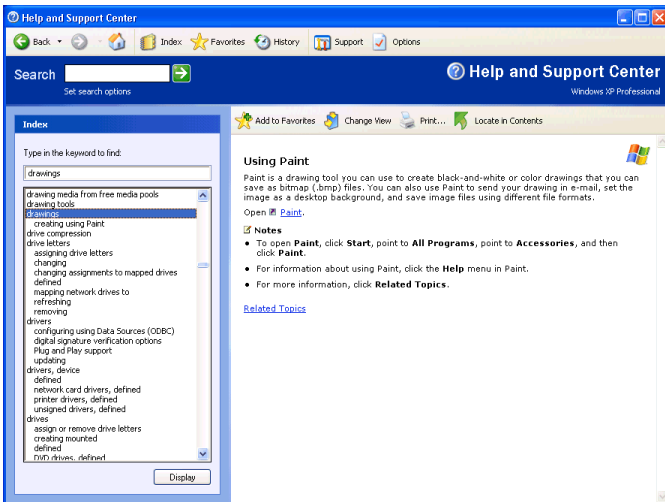 Help and Support Center
Back Index Favorites History Support Options
Search
Set search options
Help and Support Center
Windows XP Professional
Index
Type in the keyword to find:
drawings
drawing media from free media pools
drawing tools
drawings
creating using Paint
drive compression
drive letters
assigning drive letters
changing
changing assignments to mapped drives
defined
mapping network drives to
refreshing
removing
drivers
configuring using Data Sources (ODBC)
digital signature verification options
Plug and Play support
updating
drivers, device
defined
network card drivers, defined
printer drivers, defined
unsigned drivers, defined
drives
assign or remove drive letters
creating mounted
defined
DVD drives, defined
Display
Add to Favorites Change View Print... Locate in Contents
Using Paint
Paint is a drawing tool you can use to create black-and-white or color drawings that you can
save as bitmap (.bmp) files. You can also use Paint to send your drawing in e-mail, set the
image as a desktop background, and save image files using different file formats.
Open Paint.
Notes
• To open Paint, click Start, point to All Programs, point to Accessories, and then
click Paint.
• For information about using Paint, click the Help menu in Paint.
• For more information, click Related Topics.
Related Topics